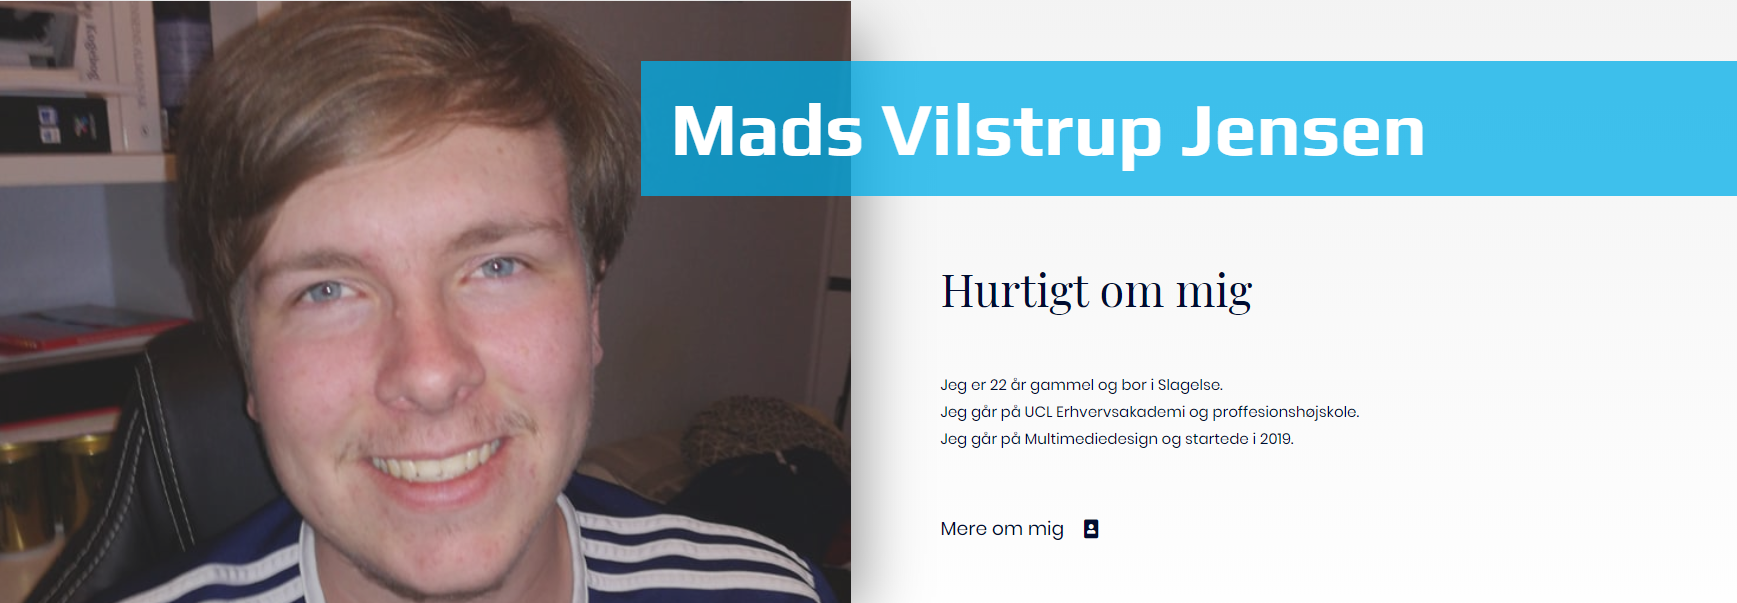 Mads Vilstrup Jensen
Hurtigt om mig
Jeg er 22 år gammel og bor i Slagelse.
Jeg går på UCL Erhvervsakademi og proffesionshøjskole.
Jeg går på Multimediedesign og startede i 2019.
Mere om mig